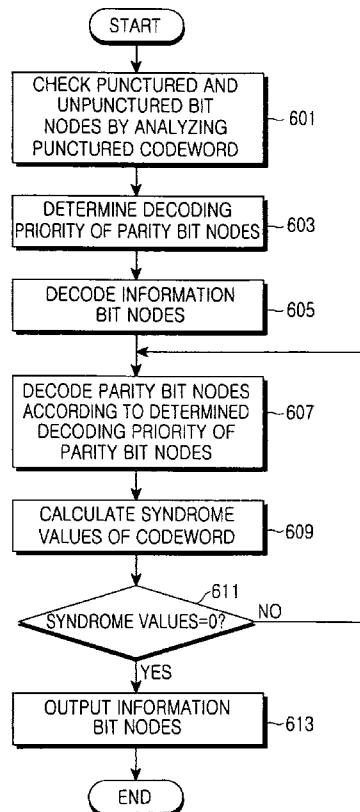 START
CHECK PUNCTURED AND
UNPUNCTURED BIT
NODES BY ANALYZING
PUNCTURED CODEWORD
601
DETERMINE DECODING
PRIORITY OF PARITY BIT NODES
603
DECODE INFORMATION
BIT NODES
605
DECODE PARITY BIT NODES
ACCORDING TO DETERMINED
DECODING PRIORITY OF
PARITY BIT NODES
607
CALCULATE SYNDROME
VALUES OF CODEWORD
609
611
SYNDROME VALUES=0?
NO
YES
OUTPUT INFORMATION
BIT NODES
613
END